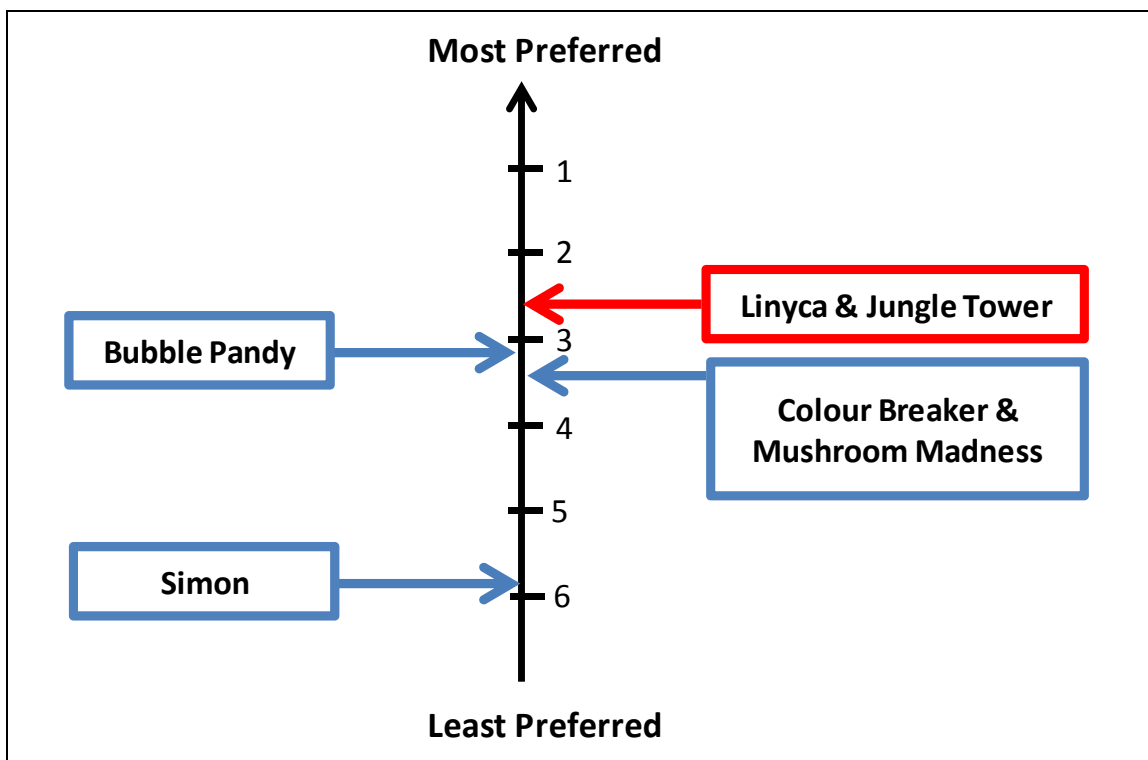 Most Preferred
1
2
Linyca & Jungle Tower
3
Bubble Pandy
Colour Breaker &
Mushroom Madness
4
5
Simon
6
Least Preferred